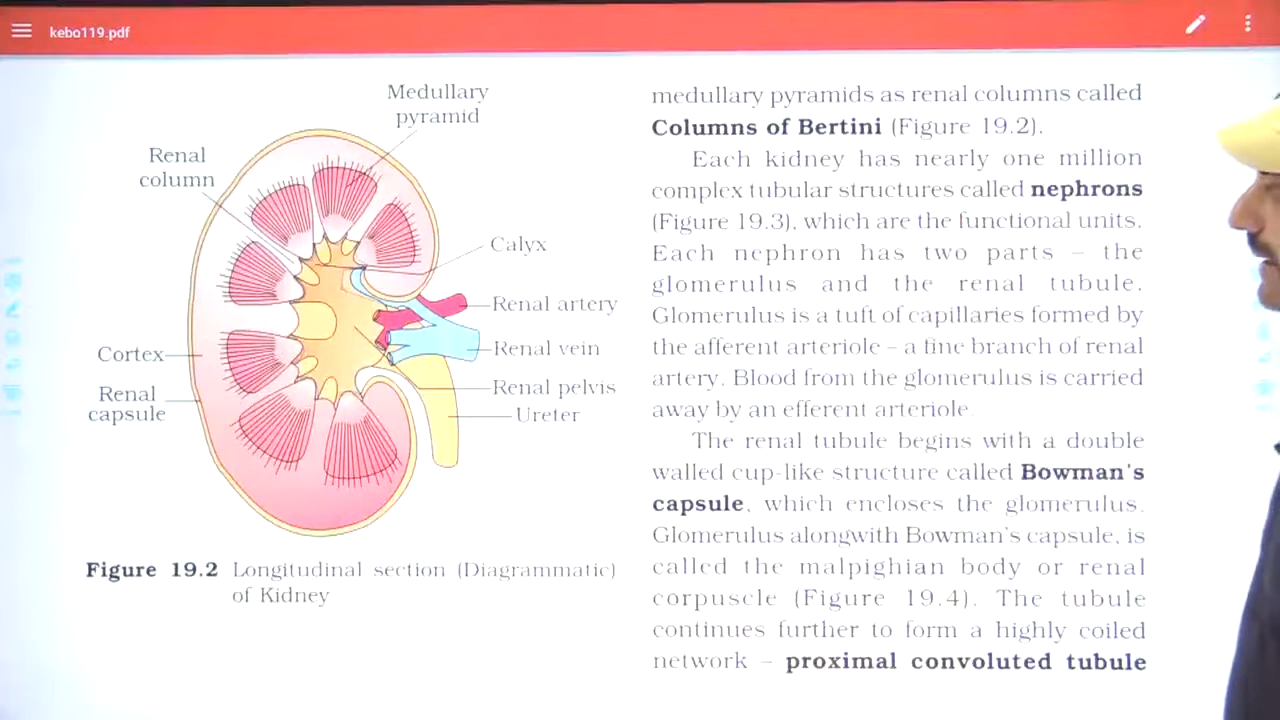 kebo119.pdf
Medullary
pyramid
Renal
column
Calyx
Renal artery
Renal vein
Cortex
Renal pelvis
Renal
capsule
Ureter
Figure 19.2 Longitudinal section (Diagrammatic)
of Kidney
medullary pyramids as renal columns called
Columns of Bertini (Figure 19.2).
Each kidney has nearly one million
complex tubular structures called nephrons
(Figure 19.3), which are the functional units.
Each nephron has two parts – the
glomerulus and the renal tubule.
Glomerulus is a tuft of capillaries formed by
the afferent arteriole – a fine branch of renal
artery. Blood from the glomerulus is carried
away by an efferent arteriole.
The renal tubule begins with a double
walled cup-like structure called Bowman's
capsule, which encloses the glomerulus.
Glomerulus alongwith Bowman's capsule, is
called the malpighian body or renal
corpuscle (Figure 19.4). The tubule
continues further to form a highly coiled
network – proximal convoluted tubule